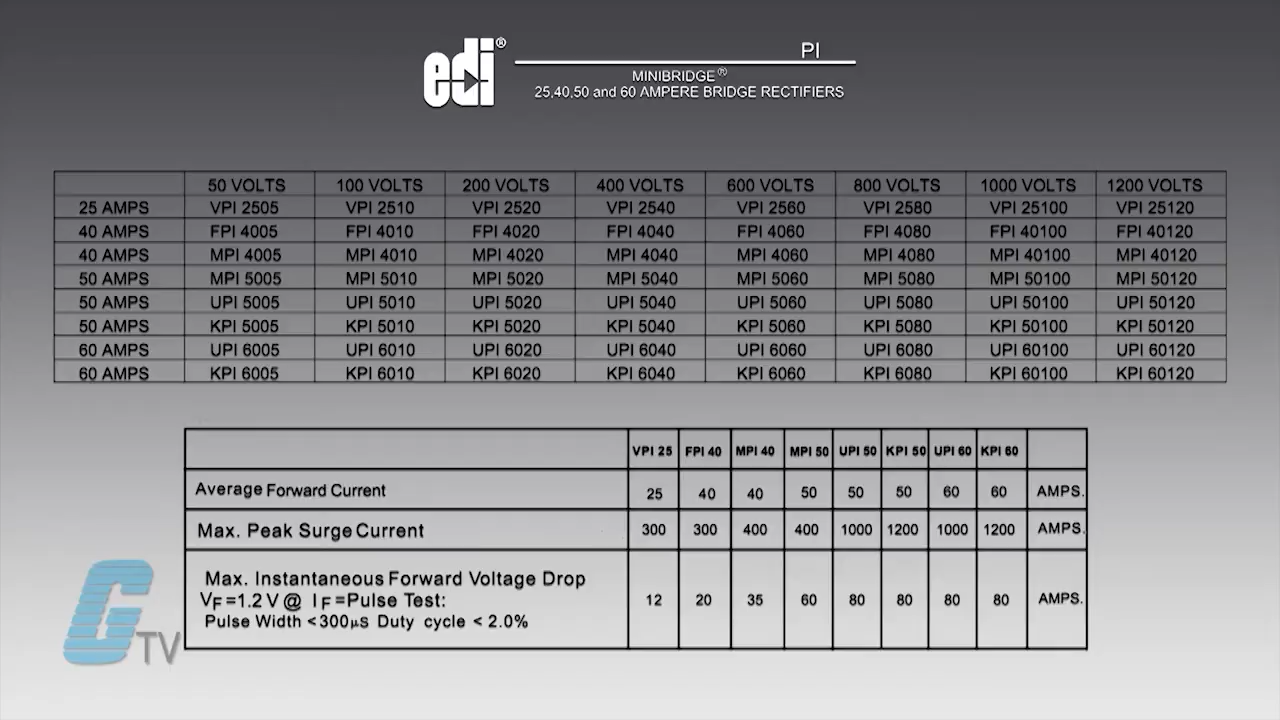 edi®
PI
MINIBRIDGE®
25,40,50 and 60 AMPERE BRIDGE RECTIFIERS
50 VOLTS 100 VOLTS 200 VOLTS 400 VOLTS 600 VOLTS 800 VOLTS 1000 VOLTS 1200 VOLTS
25 AMPS VPI 2505 VPI 2510 VPI 2520 VPI 2540 VPI 2560 VPI 2580 VPI 25100 VPI 25120
40 AMPS FPI 4005 FPI 4010 FPI 4020 FPI 4040 FPI 4060 FPI 4080 FPI 40100 FPI 40120
40 AMPS MPI 4005 MPI 4010 MPI 4020 MPI 4040 MPI 4060 MPI 4080 MPI 40100 MPI 40120
50 AMPS MPI 5005 MPI 5010 MPI 5020 MPI 5040 MPI 5060 MPI 5080 MPI 50100 MPI 50120
50 AMPS UPI 5005 UPI 5010 UPI 5020 UPI 5040 UPI 5060 UPI 5080 UPI 50100 UPI 50120
50 AMPS KPI 5005 KPI 5010 KPI 5020 KPI 5040 KPI 5060 KPI 5080 KPI 50100 KPI 50120
60 AMPS UPI 6005 UPI 6010 UPI 6020 UPI 6040 UPI 6060 UPI 6080 UPI 60100 UPI 60120
60 AMPS KPI 6005 KPI 6010 KPI 6020 KPI 6040 KPI 6060 KPI 6080 KPI 60100 KPI 60120
VPI 25 FPI 40 MPI 40 MPI 50 UPI 50 KPI 50 UPI 60 KPI 60
Average Forward Current 25 40 40 50 50 50 60 60 AMPS.
Max. Peak Surge Current 300 300 400 400 1000 1200 1000 1200 AMPS.
Max. Instantaneous Forward Voltage Drop
VF=1.2 V @ IF=Pulse Test: 12 20 35 60 80 80 80 80 AMPS.
Pulse Width <300µs Duty cycle < 2.0%
G TV